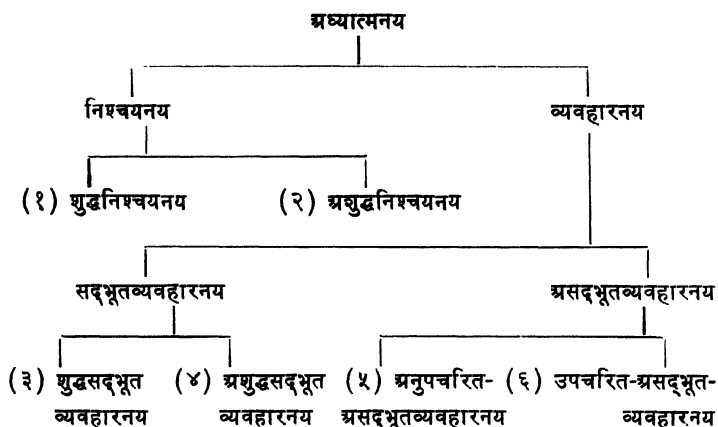 अध्यात्मनय
निश्चयनय व्यवहारनय
(१) शुद्धनिश्चयनय (२) अशुद्धनिश्चयनय
सद्भूतव्यवहारनय असद्भूतव्यवहारनय
(३) शुद्धसद्भूत (४) अशुद्धसद्भूत (५) अनुपचरित- (६) उपचरित-असद्भूत-
व्यवहारनय व्यवहारनय असद्भूतव्यवहारनय व्यवहारनय